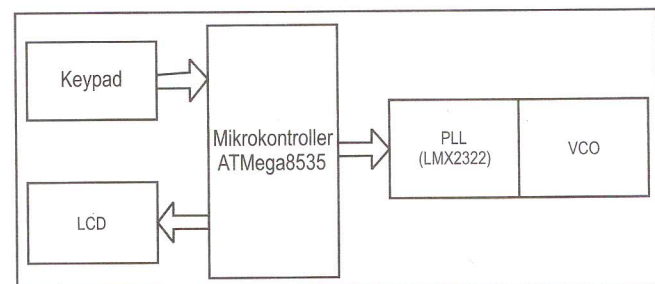 Keypad
LCD
Mikrokontroller
ATMega8535
PLL
(LMX2322)
VCO